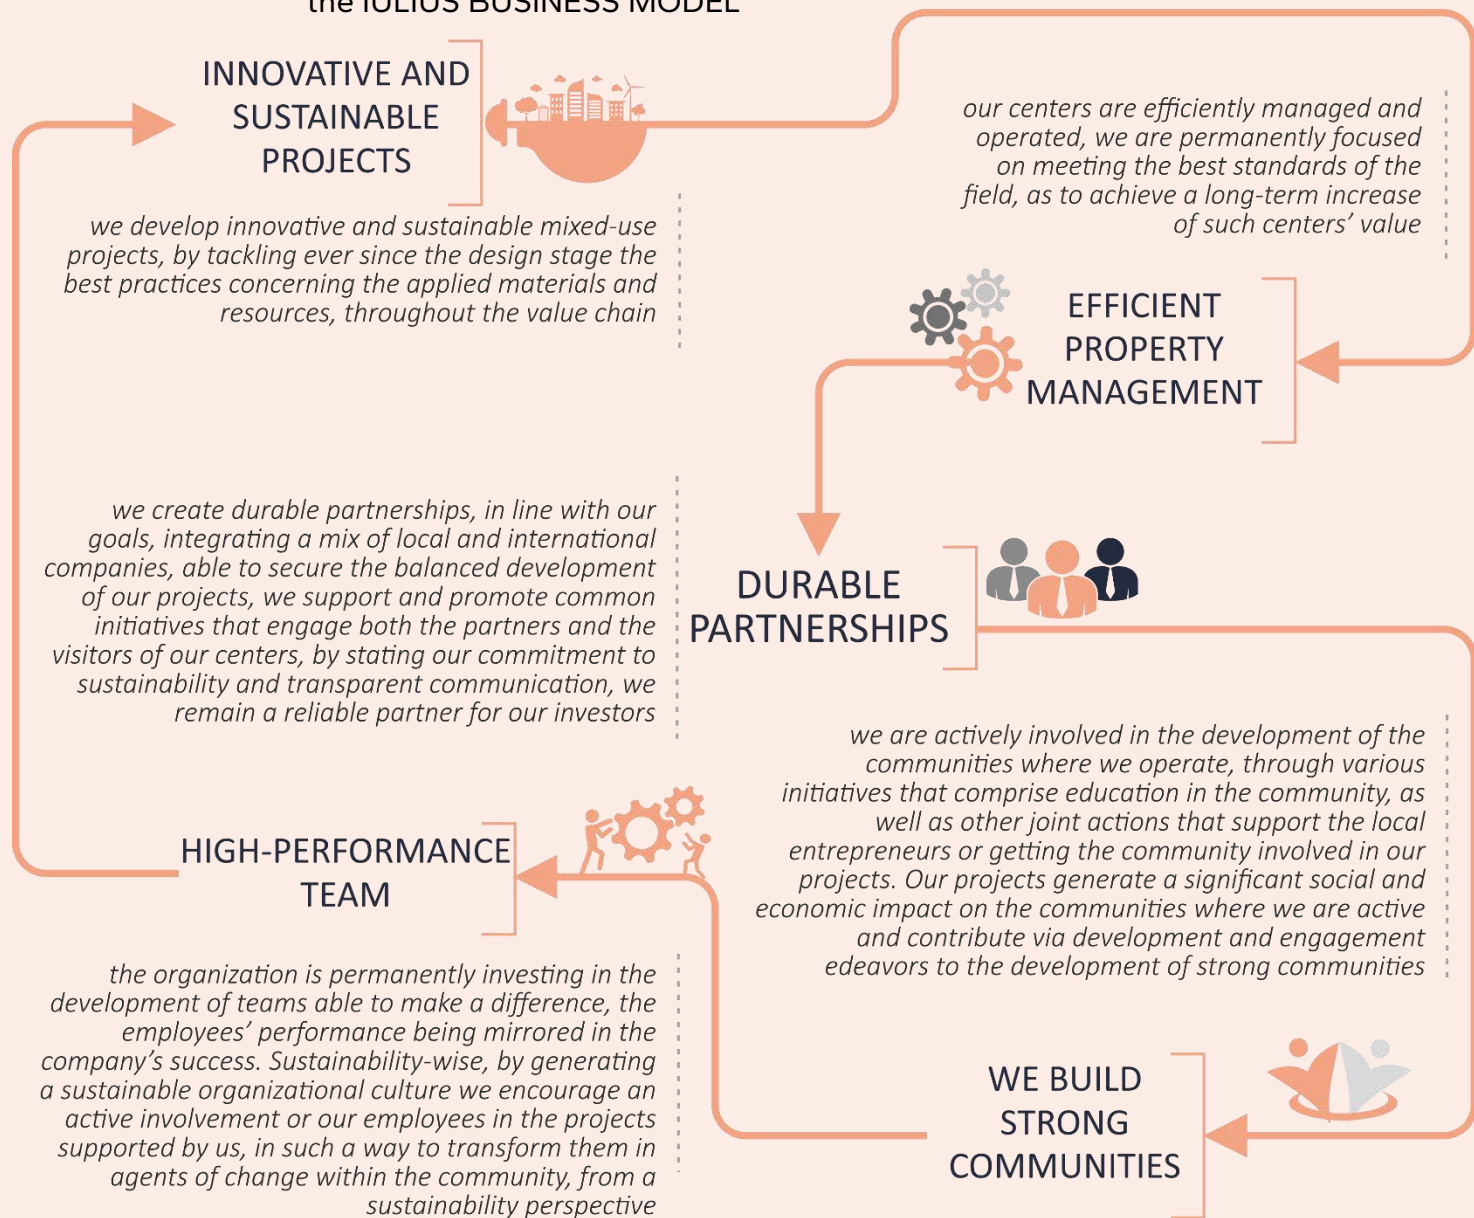 the IULIUS BUSINESS MODEL
INNOVATIVE AND
SUSTAINABLE
PROJECTS
we develop innovative and sustainable mixed-use
projects, by tackling ever since the design stage the
best practices concerning the applied materials and
resources, throughout the value chain
our centers are efficiently managed and
operated, we are permanently focused
on meeting the best standards of the
field, as to achieve a long-term increase
of such centers’ value
EFFICIENT
PROPERTY
MANAGEMENT
we create durable partnerships, in line with our
goals, integrating a mix of local and international
companies, able to secure the balanced development
of our projects, we support and promote common
initiatives that engage both the partners and the
visitors of our centers, by stating our commitment to
sustainability and transparent communication, we
remain a reliable partner for our investors
DURABLE
PARTNERSHIPS
we are actively involved in the development of the
communities where we operate, through various
initiatives that comprise education in the community, as
well as other joint actions that support the local
entrepreneurs or getting the community involved in our
projects. Our projects generate a significant social and
economic impact on the communities where we are active
and contribute via development and engagement
edeavors to the development of strong communities
WE BUILD
STRONG
COMMUNITIES
HIGH-PERFORMANCE
TEAM
the organization is permanently investing in the
development of teams able to make a difference, the
employees’ performance being mirrored in the
company’s success. Sustainability-wise, by generating
a sustainable organizational culture we encourage an
active involvement or our employees in the projects
supported by us, in such a way to transform them in
agents of change within the community, from a
sustainability perspective